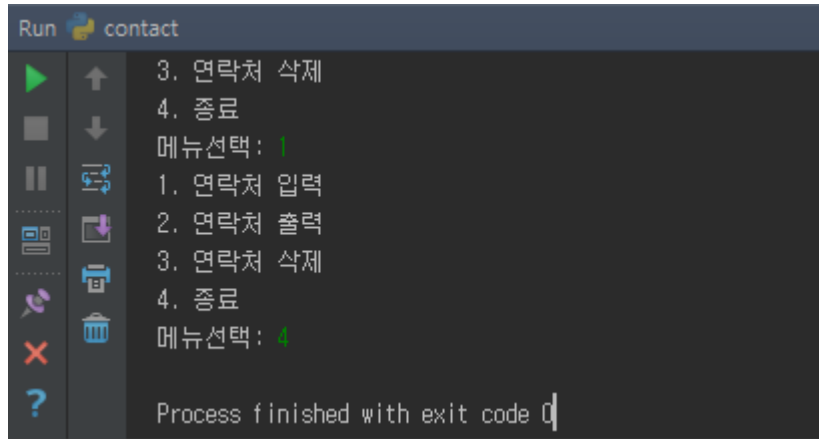 Run contact
3. 연락처 삭제
4. 종료
메뉴선택: 1
1. 연락처 입력
2. 연락처 출력
3. 연락처 삭제
4. 종료
메뉴선택: 4
Process finished with exit code 0